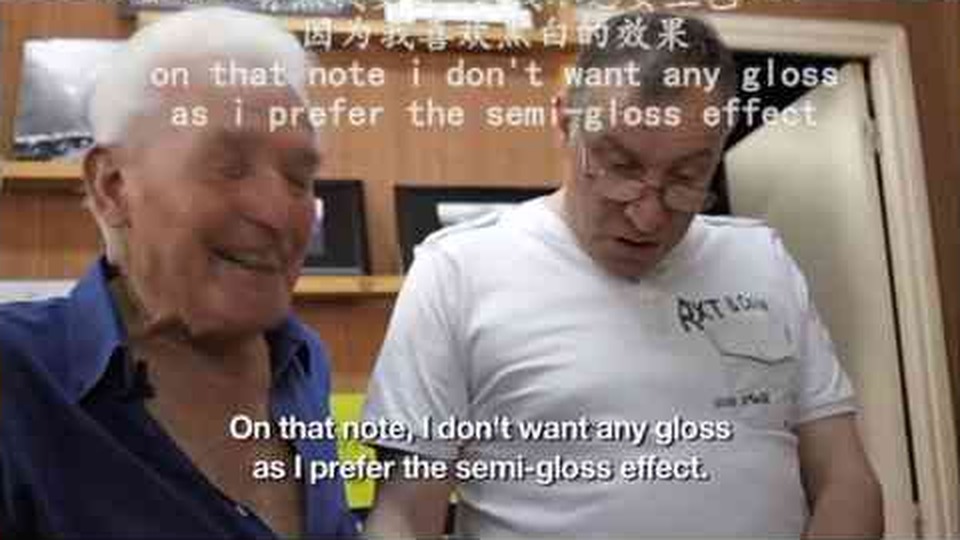 因为我喜欢黑白的效果
on that note i don't want any gloss
as i prefer the semi-gloss effect
RXT
On that note, I don't want any gloss
as I prefer the semi-gloss effect.